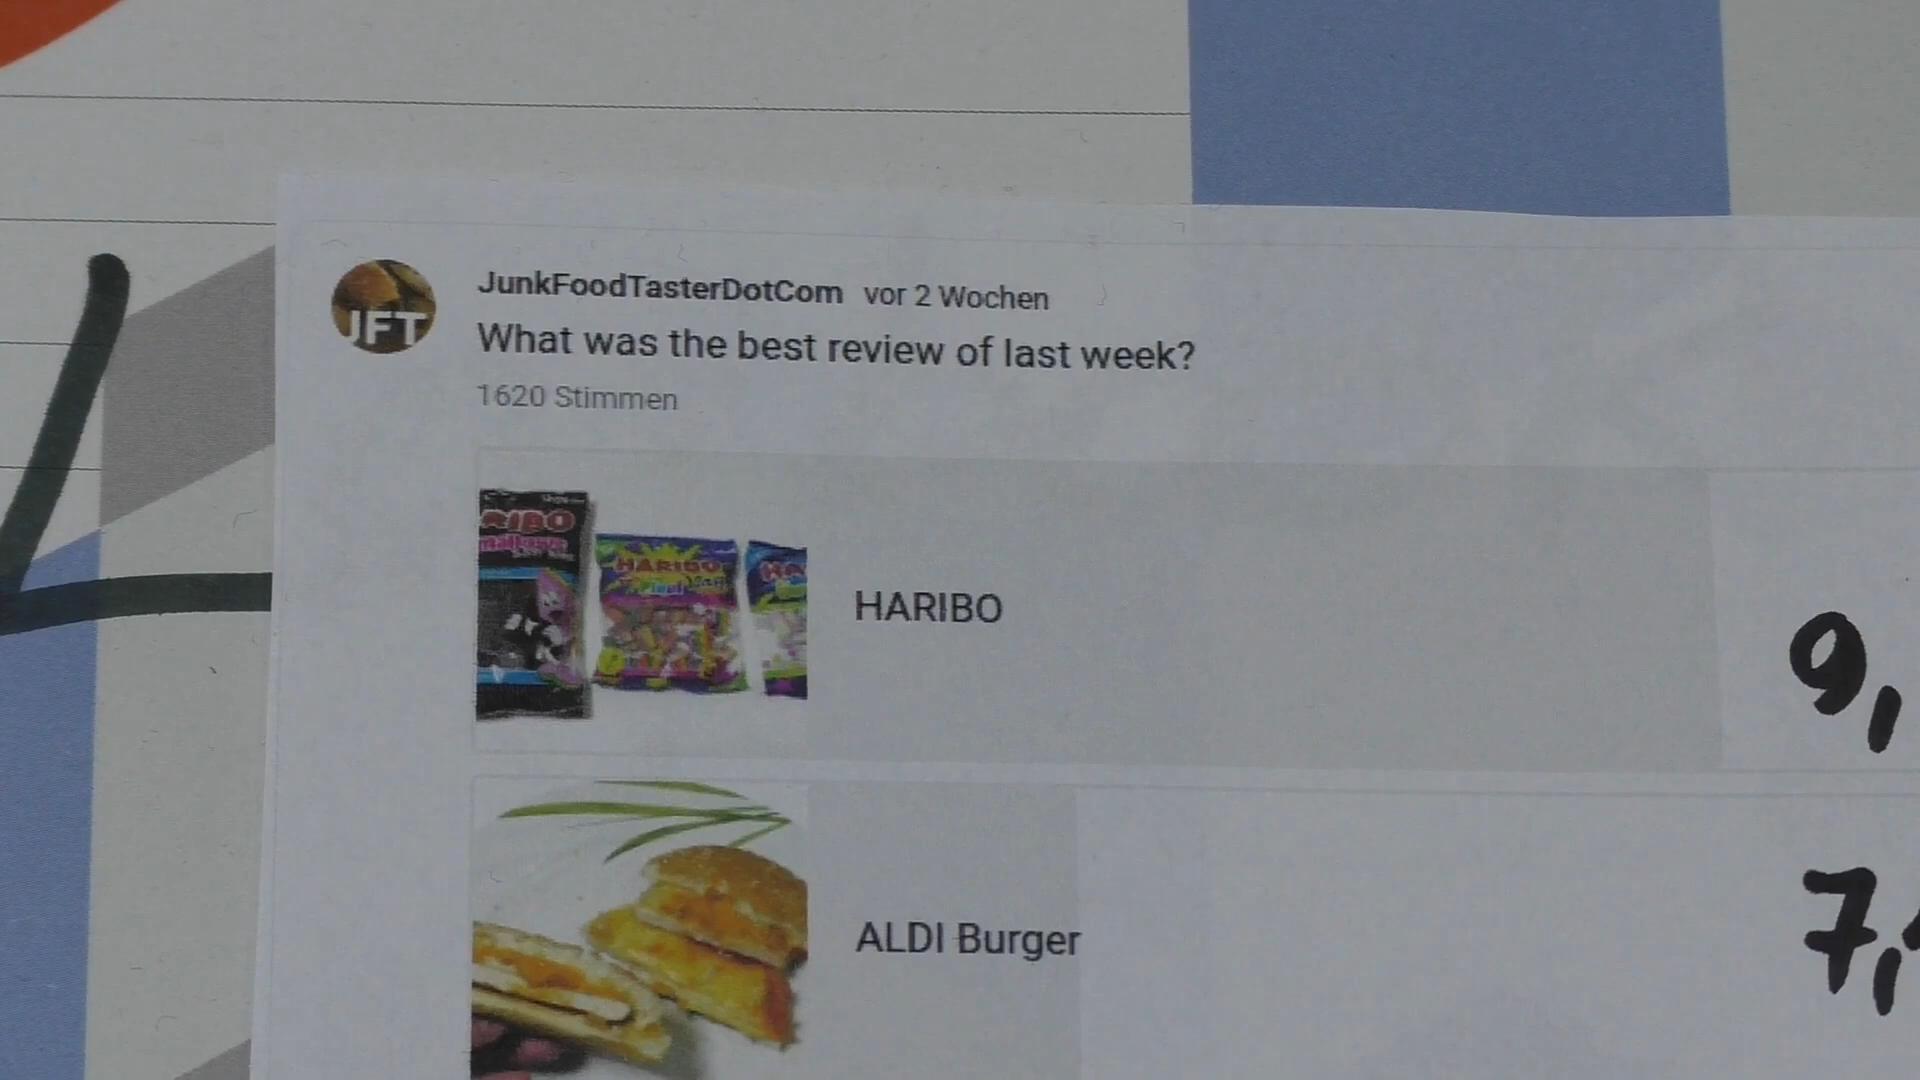 JFT
JunkFoodTasterDotCom vor 2 Wochen
What was the best review of last week?
1620 Stimmen
HARIBO
HARIBO
9,
ALDI Burger
7,